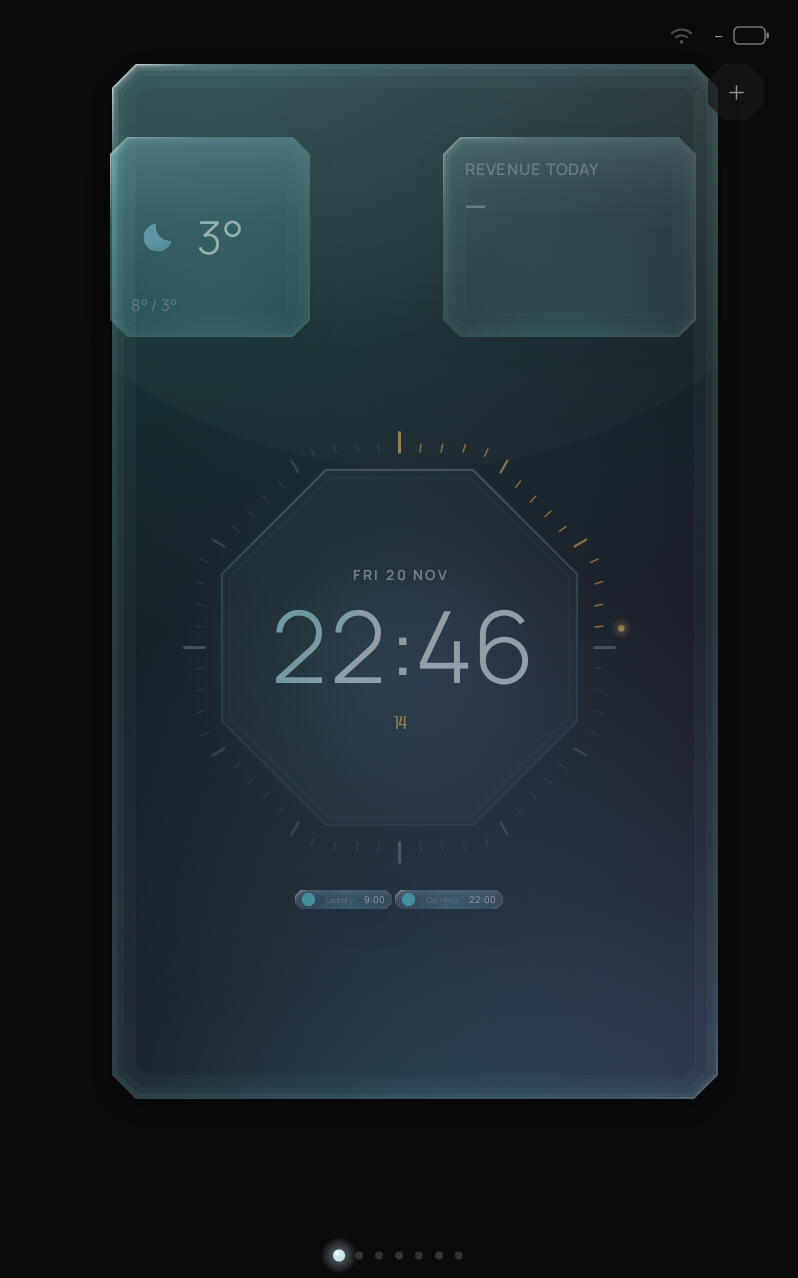 –
+
3°
8° / 3°
REVENUE TODAY
—
FRI 20 NOV
22:46
14
Laundry 9:00
Call Maya 22:00